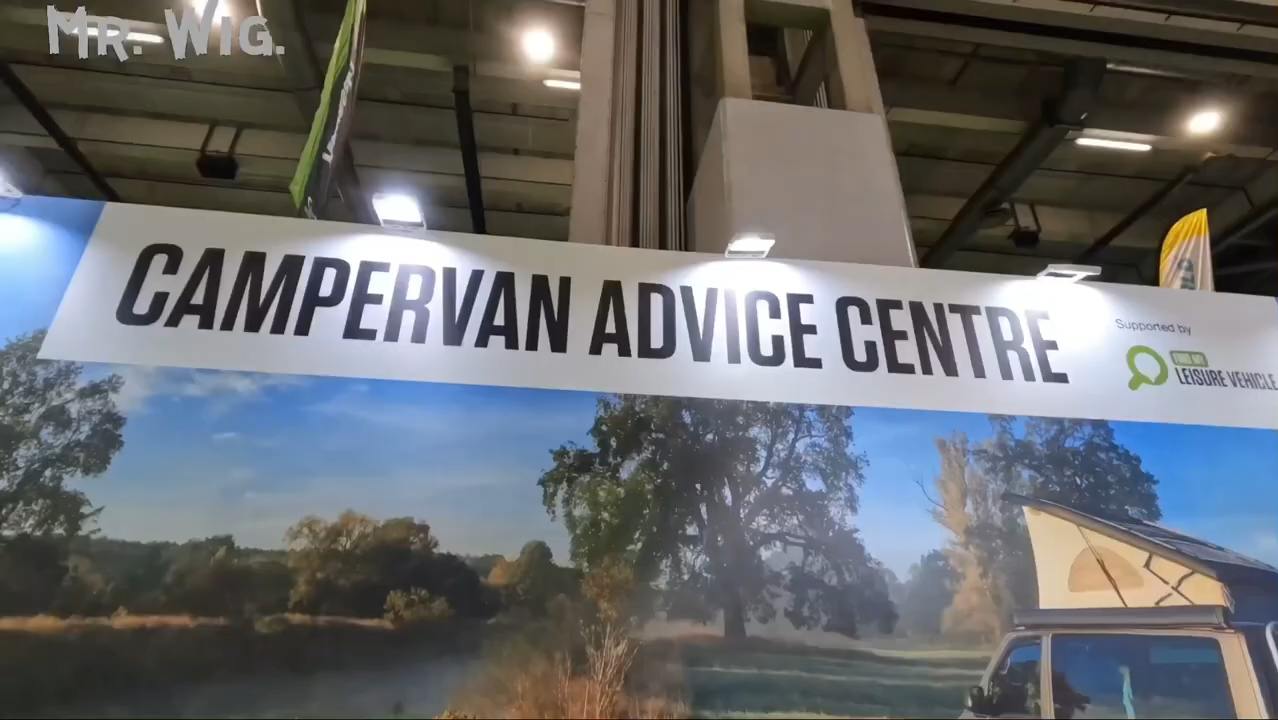 Mr. Wig.
CAMPERVAN ADVICE CENTRE
Supported by
LEISURE VEHICLE